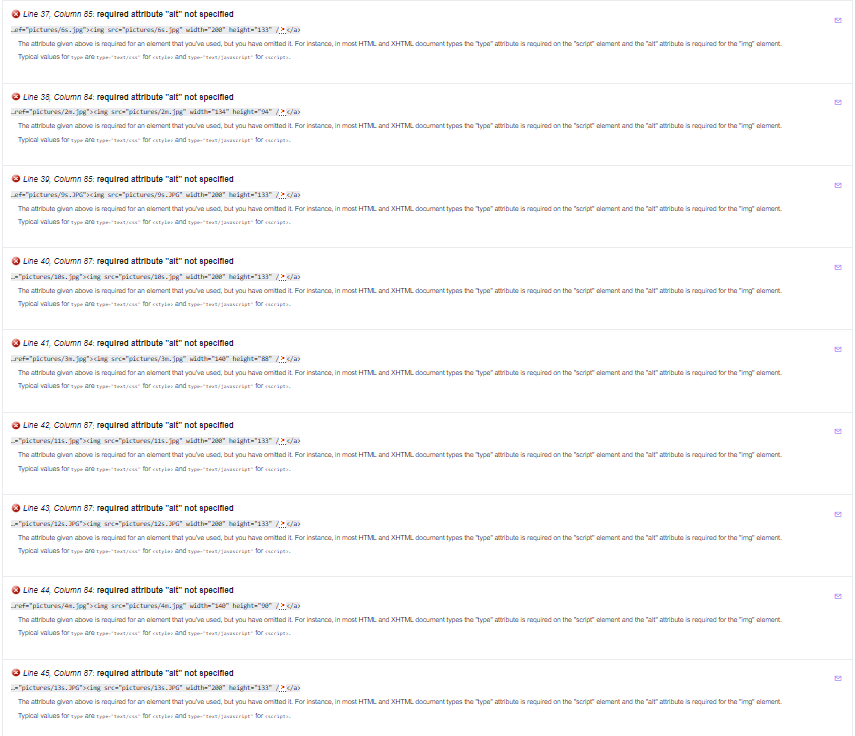 Line 37, Column 85: required attribute "alt" not specified
…ef="pictures/6s.jpg"><img src="pictures/6s.jpg" width="200" height="133" /></a>
The attribute given above is required for an element that you've used, but you have omitted it. For instance, in most HTML and XHTML document types the "type" attribute is required on the "script" element and the "alt" attribute is required for the "img" element.
Typical values for type are type="text/css" for <style> and type="text/javascript" for <script>.
Line 38, Column 84: required attribute "alt" not specified
…ref="pictures/2m.jpg"><img src="pictures/2m.jpg" width="134" height="94" /></a>
The attribute given above is required for an element that you've used, but you have omitted it. For instance, in most HTML and XHTML document types the "type" attribute is required on the "script" element and the "alt" attribute is required for the "img" element.
Typical values for type are type="text/css" for <style> and type="text/javascript" for <script>.
Line 39, Column 85: required attribute "alt" not specified
…ef="pictures/9s.JPG"><img src="pictures/9s.JPG" width="200" height="133" /></a>
The attribute given above is required for an element that you've used, but you have omitted it. For instance, in most HTML and XHTML document types the "type" attribute is required on the "script" element and the "alt" attribute is required for the "img" element.
Typical values for type are type="text/css" for <style> and type="text/javascript" for <script>.
Line 40, Column 87: required attribute "alt" not specified
…="pictures/10s.jpg"><img src="pictures/10s.jpg" width="200" height="133" /></a>
The attribute given above is required for an element that you've used, but you have omitted it. For instance, in most HTML and XHTML document types the "type" attribute is required on the "script" element and the "alt" attribute is required for the "img" element.
Typical values for type are type="text/css" for <style> and type="text/javascript" for <script>.
Line 41, Column 84: required attribute "alt" not specified
…ref="pictures/3m.jpg"><img src="pictures/3m.jpg" width="140" height="88" /></a>
The attribute given above is required for an element that you've used, but you have omitted it. For instance, in most HTML and XHTML document types the "type" attribute is required on the "script" element and the "alt" attribute is required for the "img" element.
Typical values for type are type="text/css" for <style> and type="text/javascript" for <script>.
Line 42, Column 87: required attribute "alt" not specified
…="pictures/11s.jpg"><img src="pictures/11s.jpg" width="200" height="133" /></a>
The attribute given above is required for an element that you've used, but you have omitted it. For instance, in most HTML and XHTML document types the "type" attribute is required on the "script" element and the "alt" attribute is required for the "img" element.
Typical values for type are type="text/css" for <style> and type="text/javascript" for <script>.
Line 43, Column 87: required attribute "alt" not specified
…="pictures/12s.JPG"><img src="pictures/12s.JPG" width="200" height="133" /></a>
The attribute given above is required for an element that you've used, but you have omitted it. For instance, in most HTML and XHTML document types the "type" attribute is required on the "script" element and the "alt" attribute is required for the "img" element.
Typical values for type are type="text/css" for <style> and type="text/javascript" for <script>.
Line 44, Column 84: required attribute "alt" not specified
…ref="pictures/4m.jpg"><img src="pictures/4m.jpg" width="140" height="90" /></a>
The attribute given above is required for an element that you've used, but you have omitted it. For instance, in most HTML and XHTML document types the "type" attribute is required on the "script" element and the "alt" attribute is required for the "img" element.
Typical values for type are type="text/css" for <style> and type="text/javascript" for <script>.
Line 45, Column 87: required attribute "alt" not specified
…="pictures/13s.JPG"><img src="pictures/13s.JPG" width="200" height="133" /></a>
The attribute given above is required for an element that you've used, but you have omitted it. For instance, in most HTML and XHTML document types the "type" attribute is required on the "script" element and the "alt" attribute is required for the "img" element.
Typical values for type are type="text/css" for <style> and type="text/javascript" for <script>.